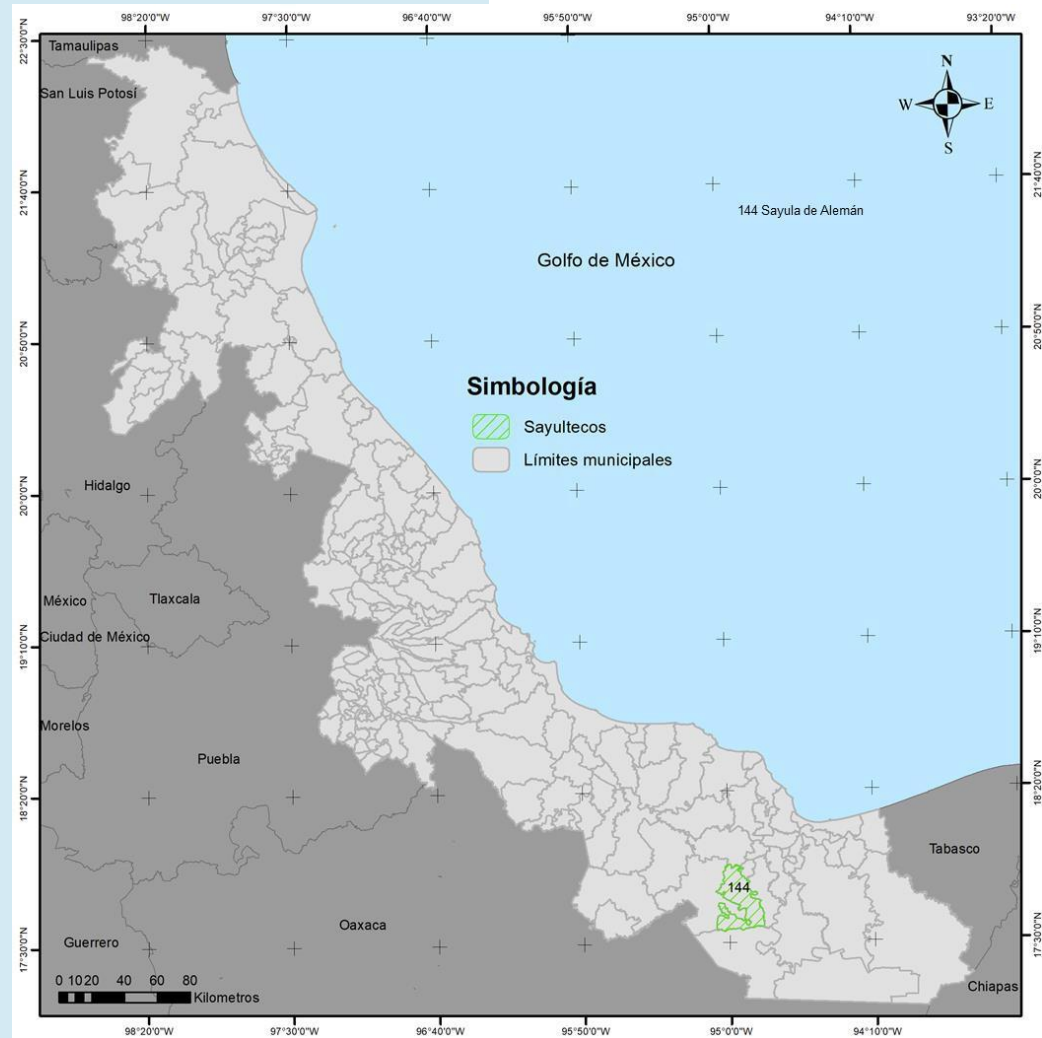 98°20'0"W 97°30'0"W 96°40'0"W 95°50'0"W 95°0'0"W 94°10'0"W 93°20'0"W
22°30'0"N
Tamaulipas
San Luis Potosí
N
W E
S
21°40'0"N
21°40'0"N
144 Sayula de Alemán
Golfo de México
20°50'0"N
20°50'0"N
Simbología
Sayultecos
Límites municipales
Hidalgo
20°0'0"N
20°0'0"N
México
Tlaxcala
Ciudad de México
19°10'0"N
19°10'0"N
Morelos
Puebla
18°20'0"N
18°20'0"N
Tabasco
144
Oaxaca
Guerrero
17°30'0"N
17°30'0"N
Chiapas
0 10 20 40 60 80
Kilometros
98°20'0"W 97°30'0"W 96°40'0"W 95°50'0"W 95°0'0"W 94°10'0"W